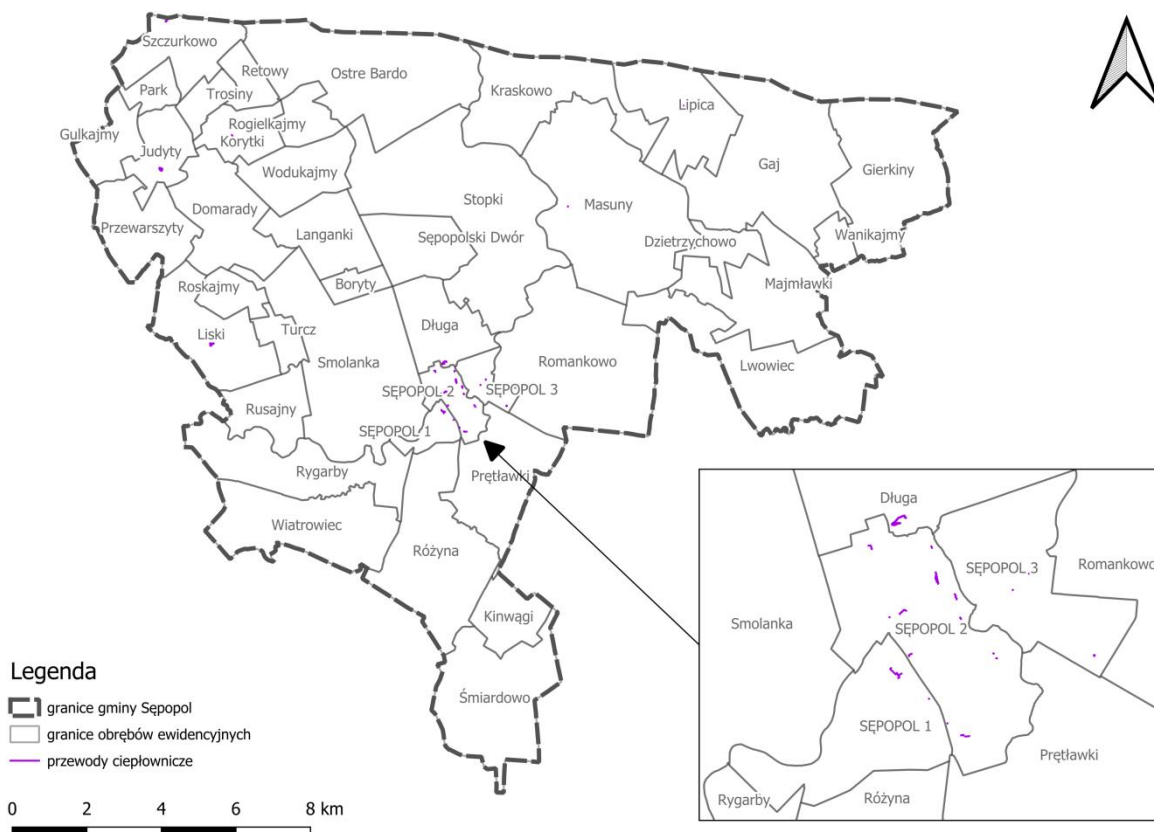 Szczurkowo
Retowy
Ostre Bardo
Park
Trosiny
Kraskowo
Lipica
Rogielkajmy
Gulkajmy
Korytki
Judyty
Gaj
Gierkiny
Wodukajmy
Stopki
Masuny
Domarady
Przewarszyty
Langanki
Sępopolski Dwór
Dzietrzychowo
Wanikajmy
Roskajmy
Boryty
Majmławki
Długa
Liski
Turcz
Smolanka
Romankowo
Lwowiec
SĘPOPOL 2
SĘPOPOL 3
Rusajny
SĘPOPOL 1
Rygarby
Prętławki
Wiatrowiec
Różyna
Kinwągi
Śmiardowo
Długa
SĘPOPOL 3
Romankowo
Smolanka
SĘPOPOL 2
SĘPOPOL 1
Prętławki
Rygarby
Różyna
Legenda
granice gminy Sępopol
granice obrębów ewidencyjnych
przewody ciepłownicze
0 2 4 6 8 km